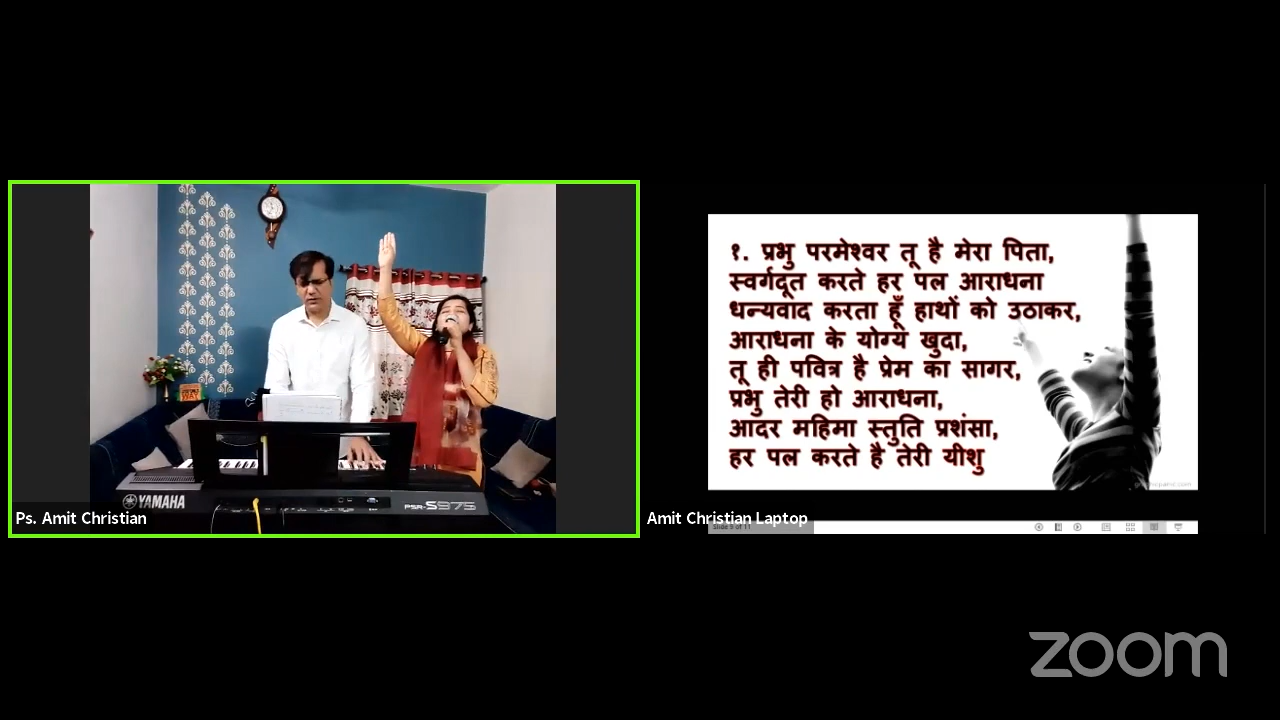 YAMAHA
PSR-S975
Ps. Amit Christian
१. प्रभु परमेश्वर तू है मेरा पिता,
स्वर्गदूत करते हर पल आराधना
धन्यवाद करता हूँ हाथों को उठाकर,
आराधना के योग्य खुदा,
तू ही पवित्र है प्रेम का सागर,
प्रभु तेरी हो आराधना,
आदर महिमा स्तुति प्रशंसा,
हर पल करते है तेरी यीशु
Amit Christian Laptop
zoom